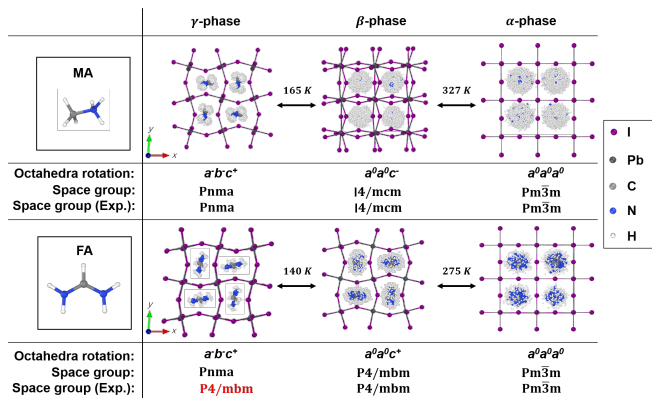 γ-phase β-phase α-phase
MA
165 K 327 K
y
x
I
Pb
C
N
H
Octahedra rotation: a⁻b⁻c⁺ a⁰a⁰c⁻ a⁰a⁰a⁰
Space group: Pnma I4/mcm Pm3̅m
Space group (Exp.): Pnma I4/mcm Pm3̅m
FA
140 K 275 K
y
x
Octahedra rotation: a⁻b⁻c⁺ a⁰a⁰c⁺ a⁰a⁰a⁰
Space group: Pnma P4/mbm Pm3̅m
Space group (Exp.): P4/mbm P4/mbm Pm3̅m